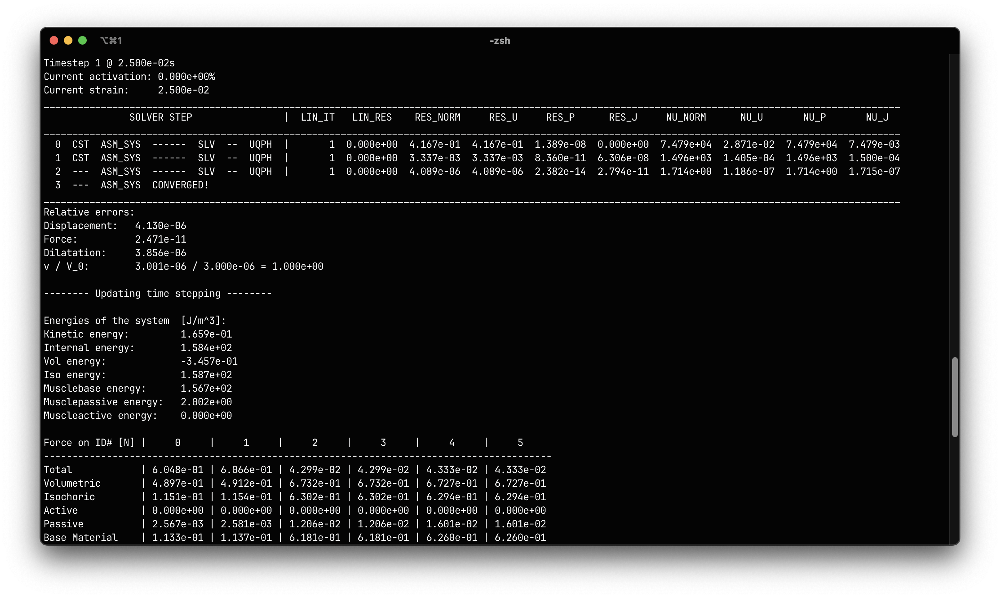 ⌥⌘1
-zsh
Timestep 1 @ 2.500e-02s
Current activation: 0.000e+00%
Current strain:     2.500e-02
______________________________________________________________________________________________________________________________________________________
               SOLVER STEP                |  LIN_IT   LIN_RES    RES_NORM     RES_U     RES_P      RES_J     NU_NORM      NU_U       NU_P       NU_J
______________________________________________________________________________________________________________________________________________________
  0  CST  ASM_SYS  ------  SLV  --  UQPH  |       1  0.000e+00  4.167e-01  4.167e-01  1.389e-08  0.000e+00  7.479e+04  2.871e-02  7.479e+04  7.479e-03
  1  CST  ASM_SYS  ------  SLV  --  UQPH  |       1  0.000e+00  3.337e-03  3.337e-03  8.360e-11  6.306e-08  1.496e+03  1.405e-04  1.496e+03  1.500e-04
  2  ---  ASM_SYS  ------  SLV  --  UQPH  |       1  0.000e+00  4.089e-06  4.089e-06  2.382e-14  2.794e-11  1.714e+00  1.186e-07  1.714e+00  1.715e-07
  3  ---  ASM_SYS  CONVERGED!
______________________________________________________________________________________________________________________________________________________
Relative errors:
Displacement:   4.130e-06
Force:          2.471e-11
Dilatation:     3.856e-06
v / V_0:        3.001e-06 / 3.000e-06 = 1.000e+00
-------- Updating time stepping --------
Energies of the system  [J/m^3]:
Kinetic energy:         1.659e-01
Internal energy:        1.584e+02
Vol energy:             -3.457e-01
Iso energy:             1.587e+02
Musclebase energy:      1.567e+02
Musclepassive energy:   2.002e+00
Muscleactive energy:    0.000e+00
Force on ID# [N] |     0     |     1     |     2     |     3     |     4     |     5
-----------------------------------------------------------------------------------------
Total            | 6.048e-01 | 6.066e-01 | 4.299e-02 | 4.299e-02 | 4.333e-02 | 4.333e-02
Volumetric       | 4.897e-01 | 4.912e-01 | 6.732e-01 | 6.732e-01 | 6.727e-01 | 6.727e-01
Isochoric        | 1.151e-01 | 1.154e-01 | 6.302e-01 | 6.302e-01 | 6.294e-01 | 6.294e-01
Active           | 0.000e+00 | 0.000e+00 | 0.000e+00 | 0.000e+00 | 0.000e+00 | 0.000e+00
Passive          | 2.567e-03 | 2.581e-03 | 1.206e-02 | 1.206e-02 | 1.601e-02 | 1.601e-02
Base Material    | 1.133e-01 | 1.137e-01 | 6.181e-01 | 6.181e-01 | 6.260e-01 | 6.260e-01